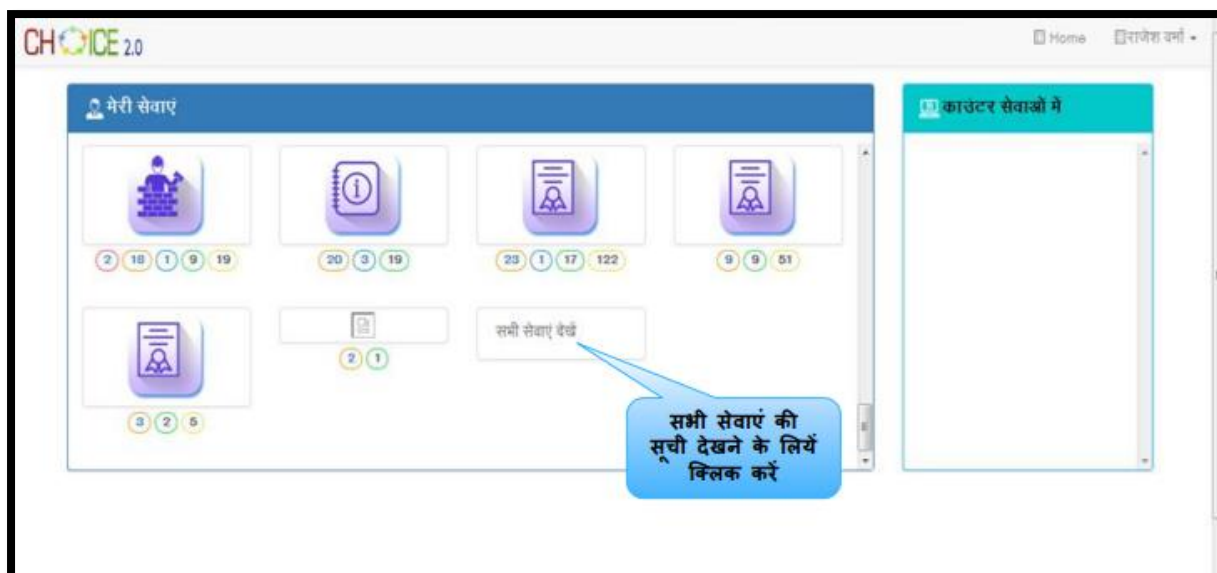 CHOICE 2.0
Home राजेश वर्मा
मेरी सेवाएं
काउंटर सेवाओं में
2 18 1 9 19
20 3 19
23 1 17 122
9 9 51
सभी सेवाएं देखें
2 1
3 2 5
सभी सेवाएं की
सूची देखने के लियें
क्लिक करें